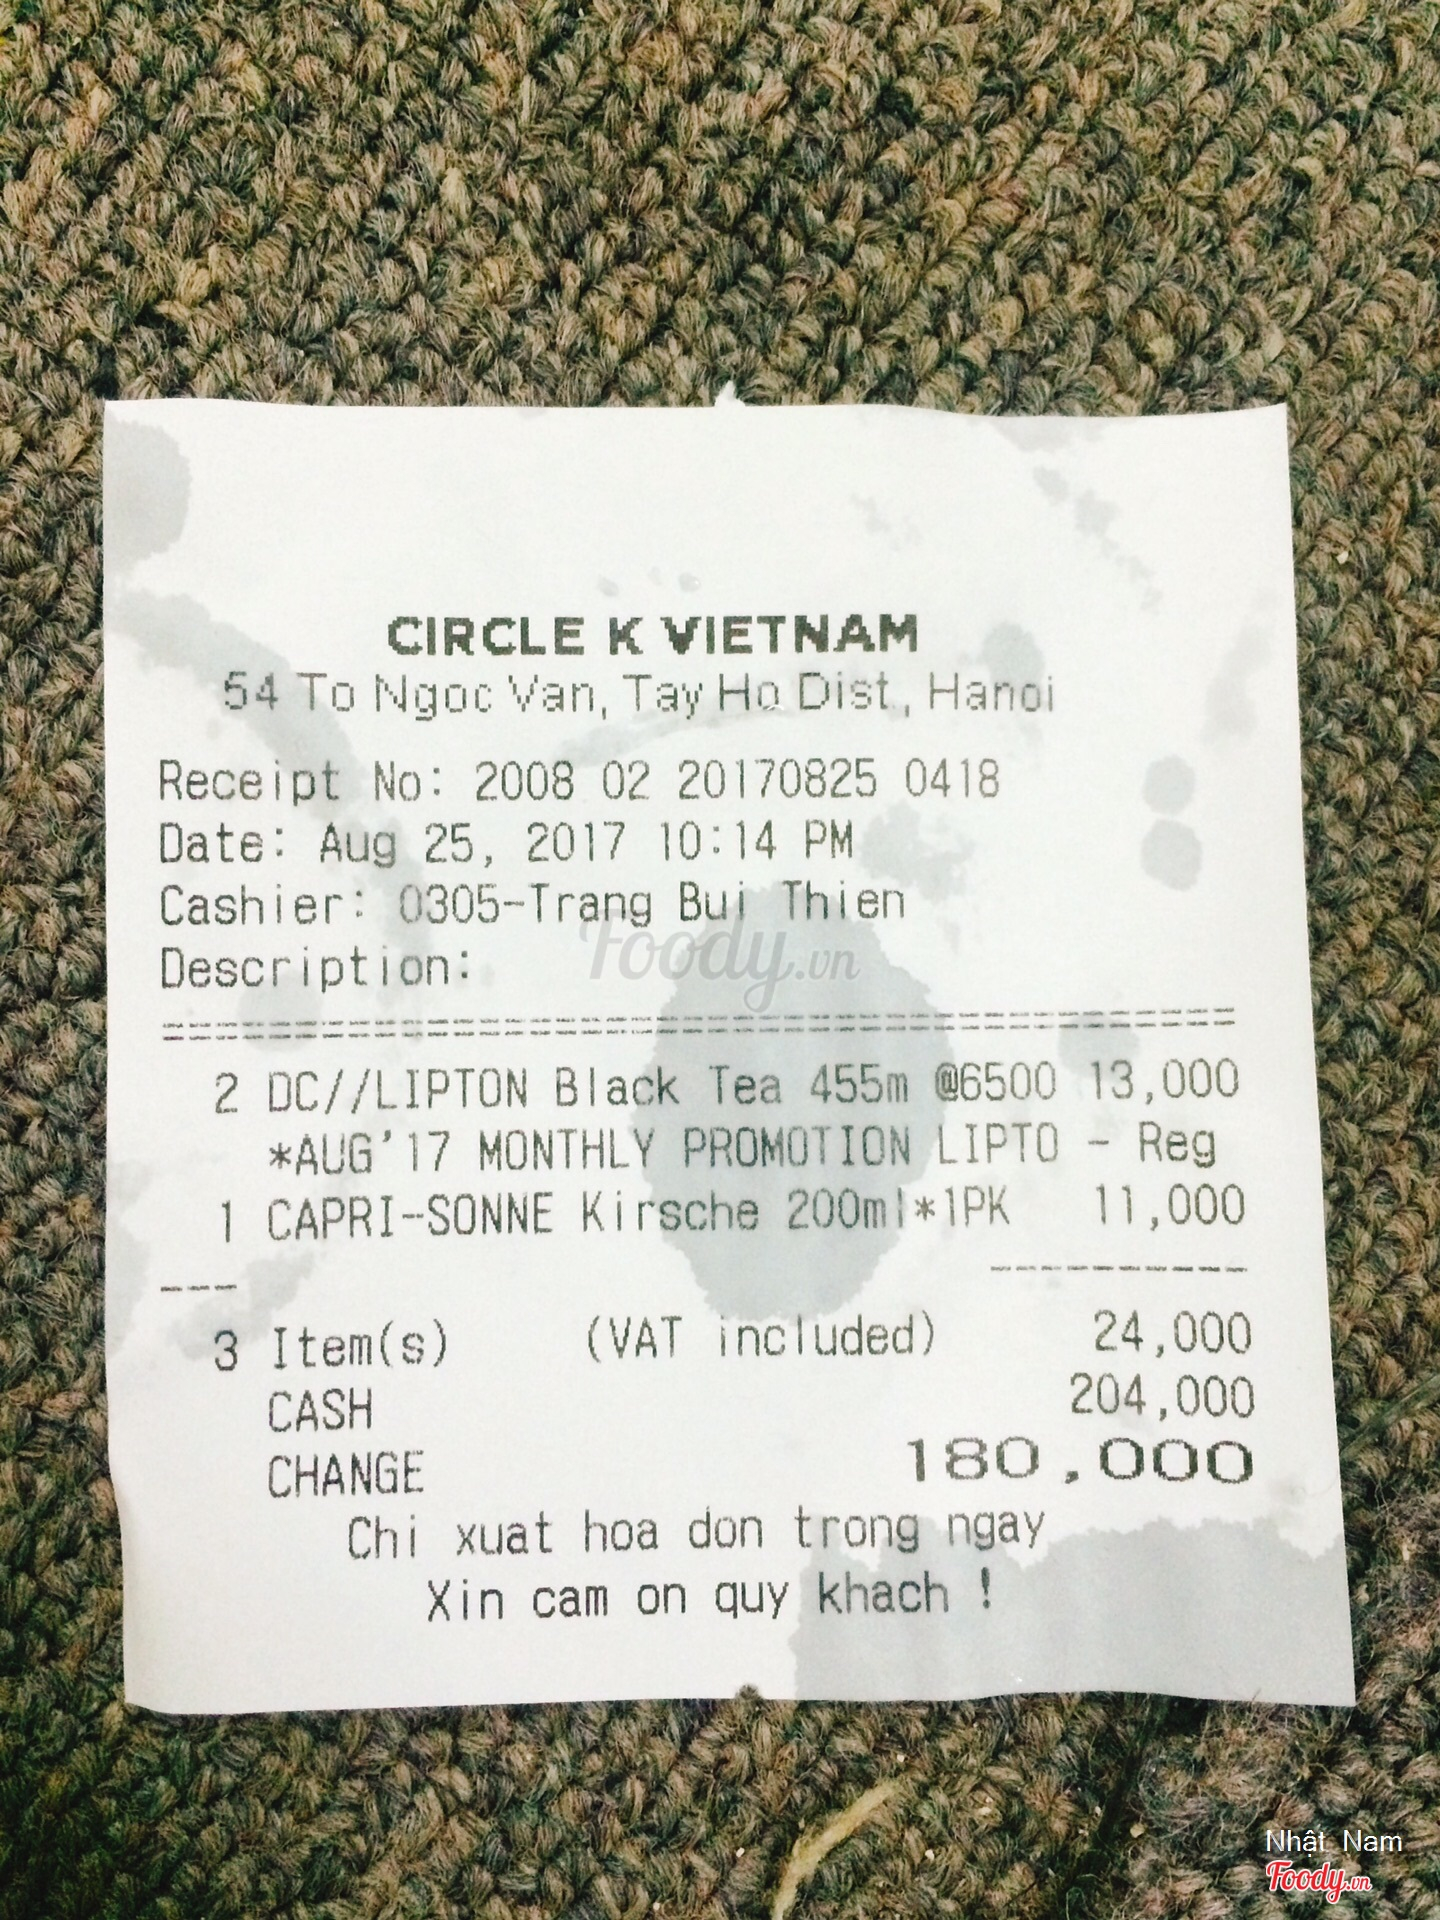 CIRCLE K VIETNAM
54 To Ngoc Van, Tay Ho Dist., Hanoi
Receipt No: 2008 02 20170825 0418
Date: Aug 25, 2017 10:14 PM
Cashier: 0305-Trang Bui Thien
Foody.vn
Description:
2 DC//LIPTON Black Tea 455m @6500 13,000
*AUG'17 MONTHLY PROMOTION LIPTO - Reg
1 CAPRI-SONNE Kirsche 200ml*1PK 11,000
3 Item(s) (VAT included) 24,000
CASH 204,000
CHANGE 180,000
Chi xuat hoa don trong ngay
Xin cam on quy khach !
Nhật Nam
Foody.vn